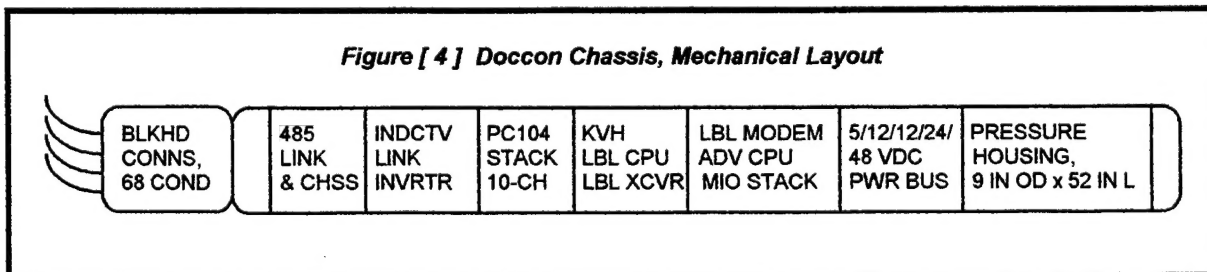 Figure [ 4 ] Doccon Chassis, Mechanical Layout
BLKHD
CONNS,
68 COND
485
LINK
& CHSS
INDCTV
LINK
INVRTR
PC104
STACK
10-CH
KVH
LBL CPU
LBL XCVR
LBL MODEM
ADV CPU
MIO STACK
5/12/12/24/
48 VDC
PWR BUS
PRESSURE
HOUSING,
9 IN OD x 52 IN L